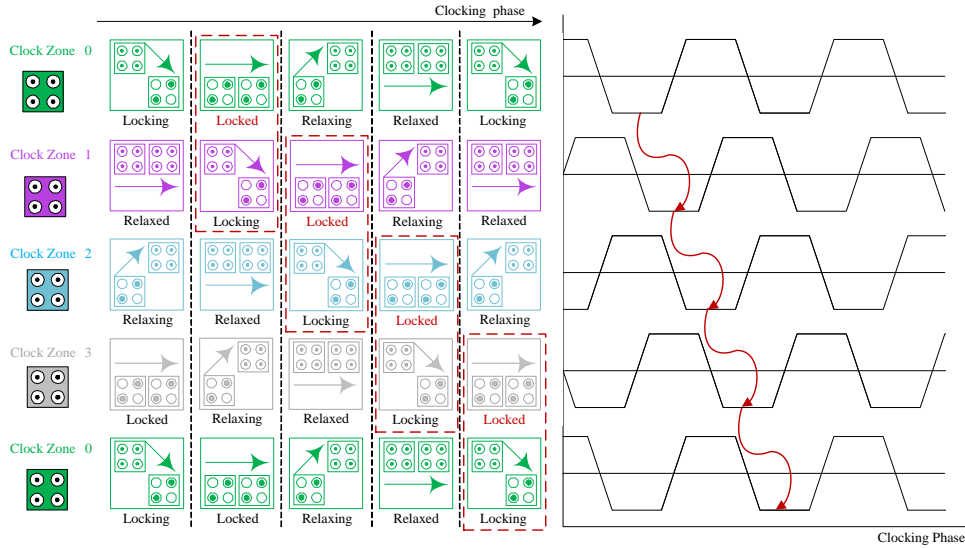 Clocking phase
Clock Zone 0
Locking
Locked
Relaxing
Relaxed
Locking
Clock Zone 1
Relaxed
Locking
Locked
Relaxing
Relaxed
Clock Zone 2
Relaxing
Relaxed
Locking
Locked
Relaxing
Clock Zone 3
Locked
Relaxing
Relaxed
Locking
Locked
Clock Zone 0
Locking
Locked
Relaxing
Relaxed
Locking
Clocking Phase